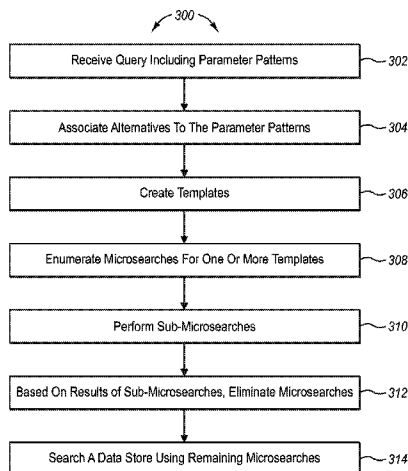 300
Receive Query Including Parameter Patterns 302
Associate Alternatives To The Parameter Patterns 304
Create Templates 306
Enumerate Microsearches For One Or More Templates 308
Perform Sub-Microsearches 310
Based On Results of Sub-Microsearches, Eliminate Microsearches 312
Search A Data Store Using Remaining Microsearches 314